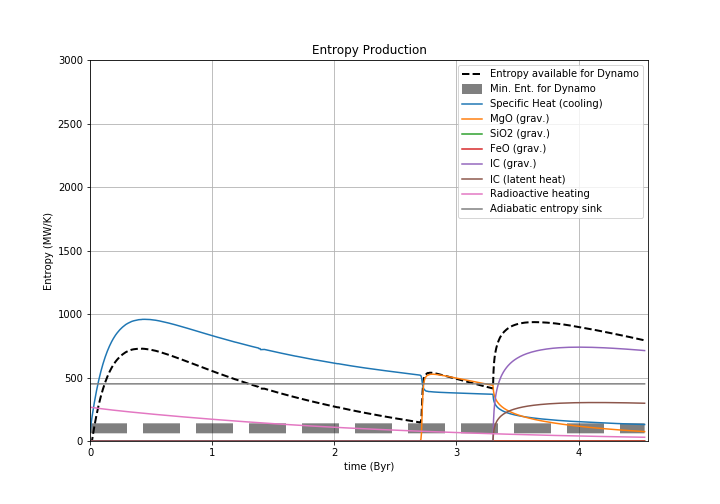 Entropy Production
3000
2500
2000
1500
1000
500
0
Entropy (MW/K)
Entropy available for Dynamo
Min. Ent. for Dynamo
Specific Heat (cooling)
MgO (grav.)
SiO2 (grav.)
FeO (grav.)
IC (grav.)
IC (latent heat)
Radioactive heating
Adiabatic entropy sink
0 1 2 3 4
time (Byr)